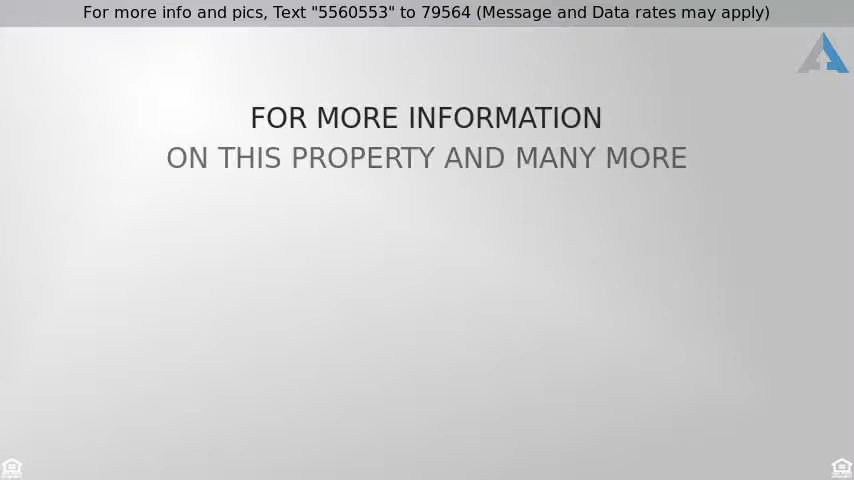 For more info and pics, Text "5560553" to 79564 (Message and Data rates may apply)
FOR MORE INFORMATION
ON THIS PROPERTY AND MANY MORE